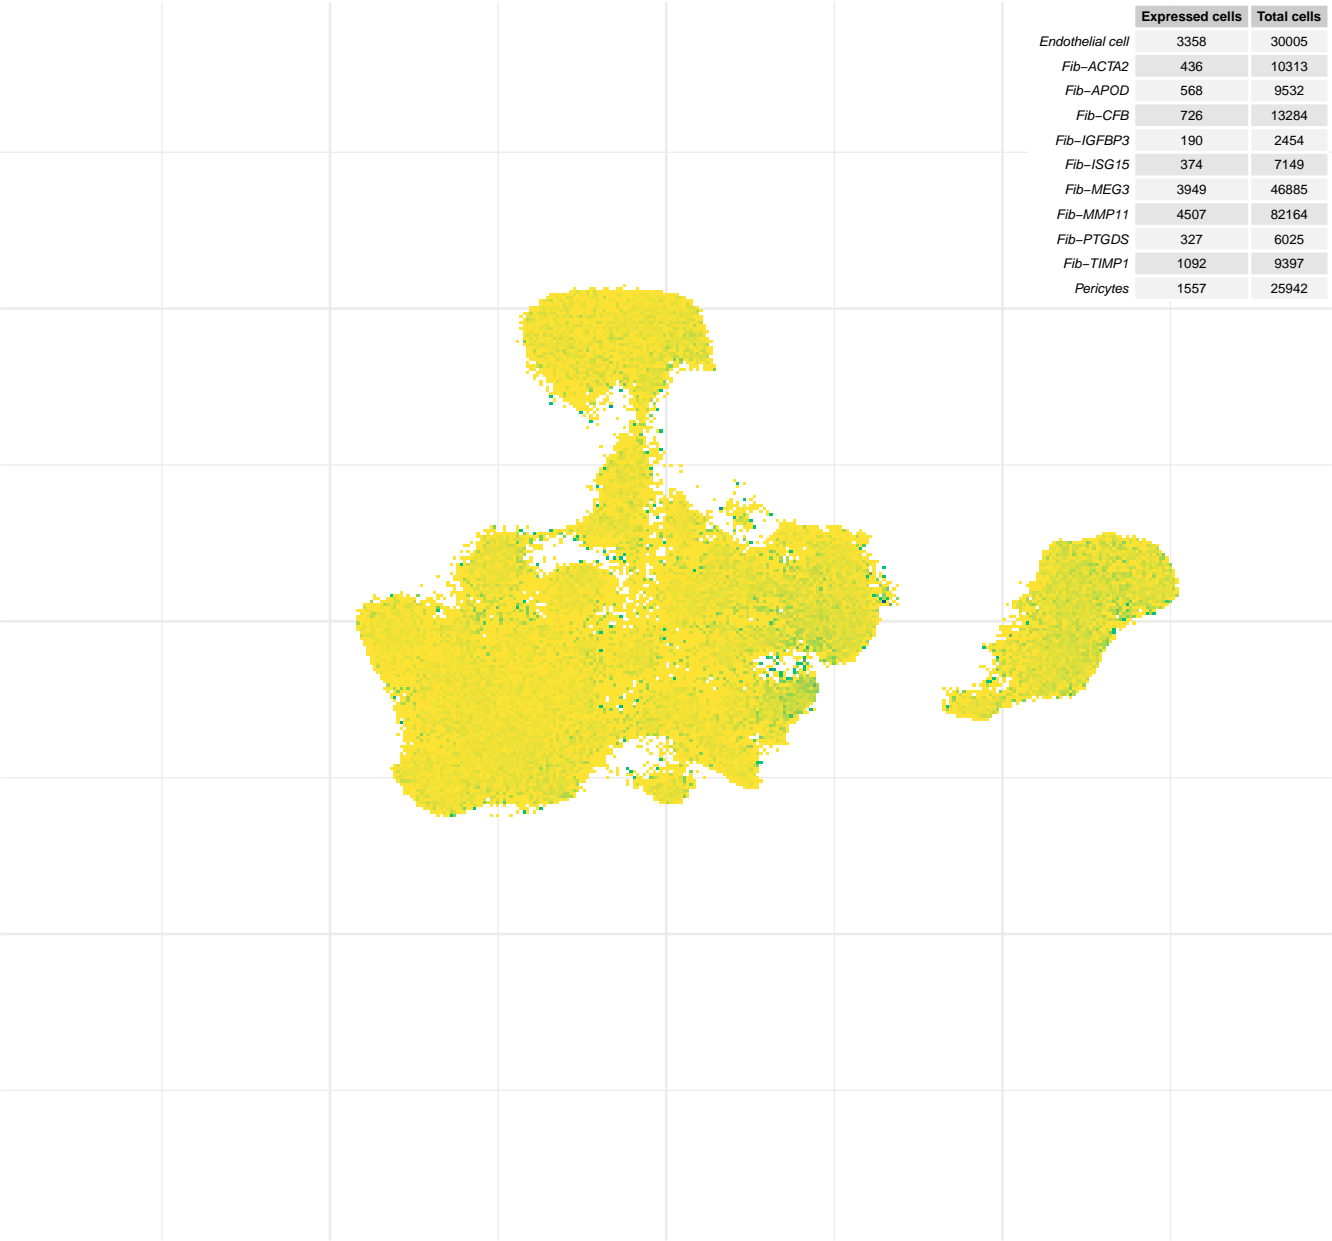 Expressed cells Total cells
Endothelial cell 3358 30005
Fib−ACTA2 436 10313
Fib−APOD 568 9532
Fib−CFB 726 13284
Fib−IGFBP3 190 2454
Fib−ISG15 374 7149
Fib−MEG3 3949 46885
Fib−MMP11 4507 82164
Fib−PTGDS 327 6025
Fib−TIMP1 1092 9397
Pericytes 1557 25942